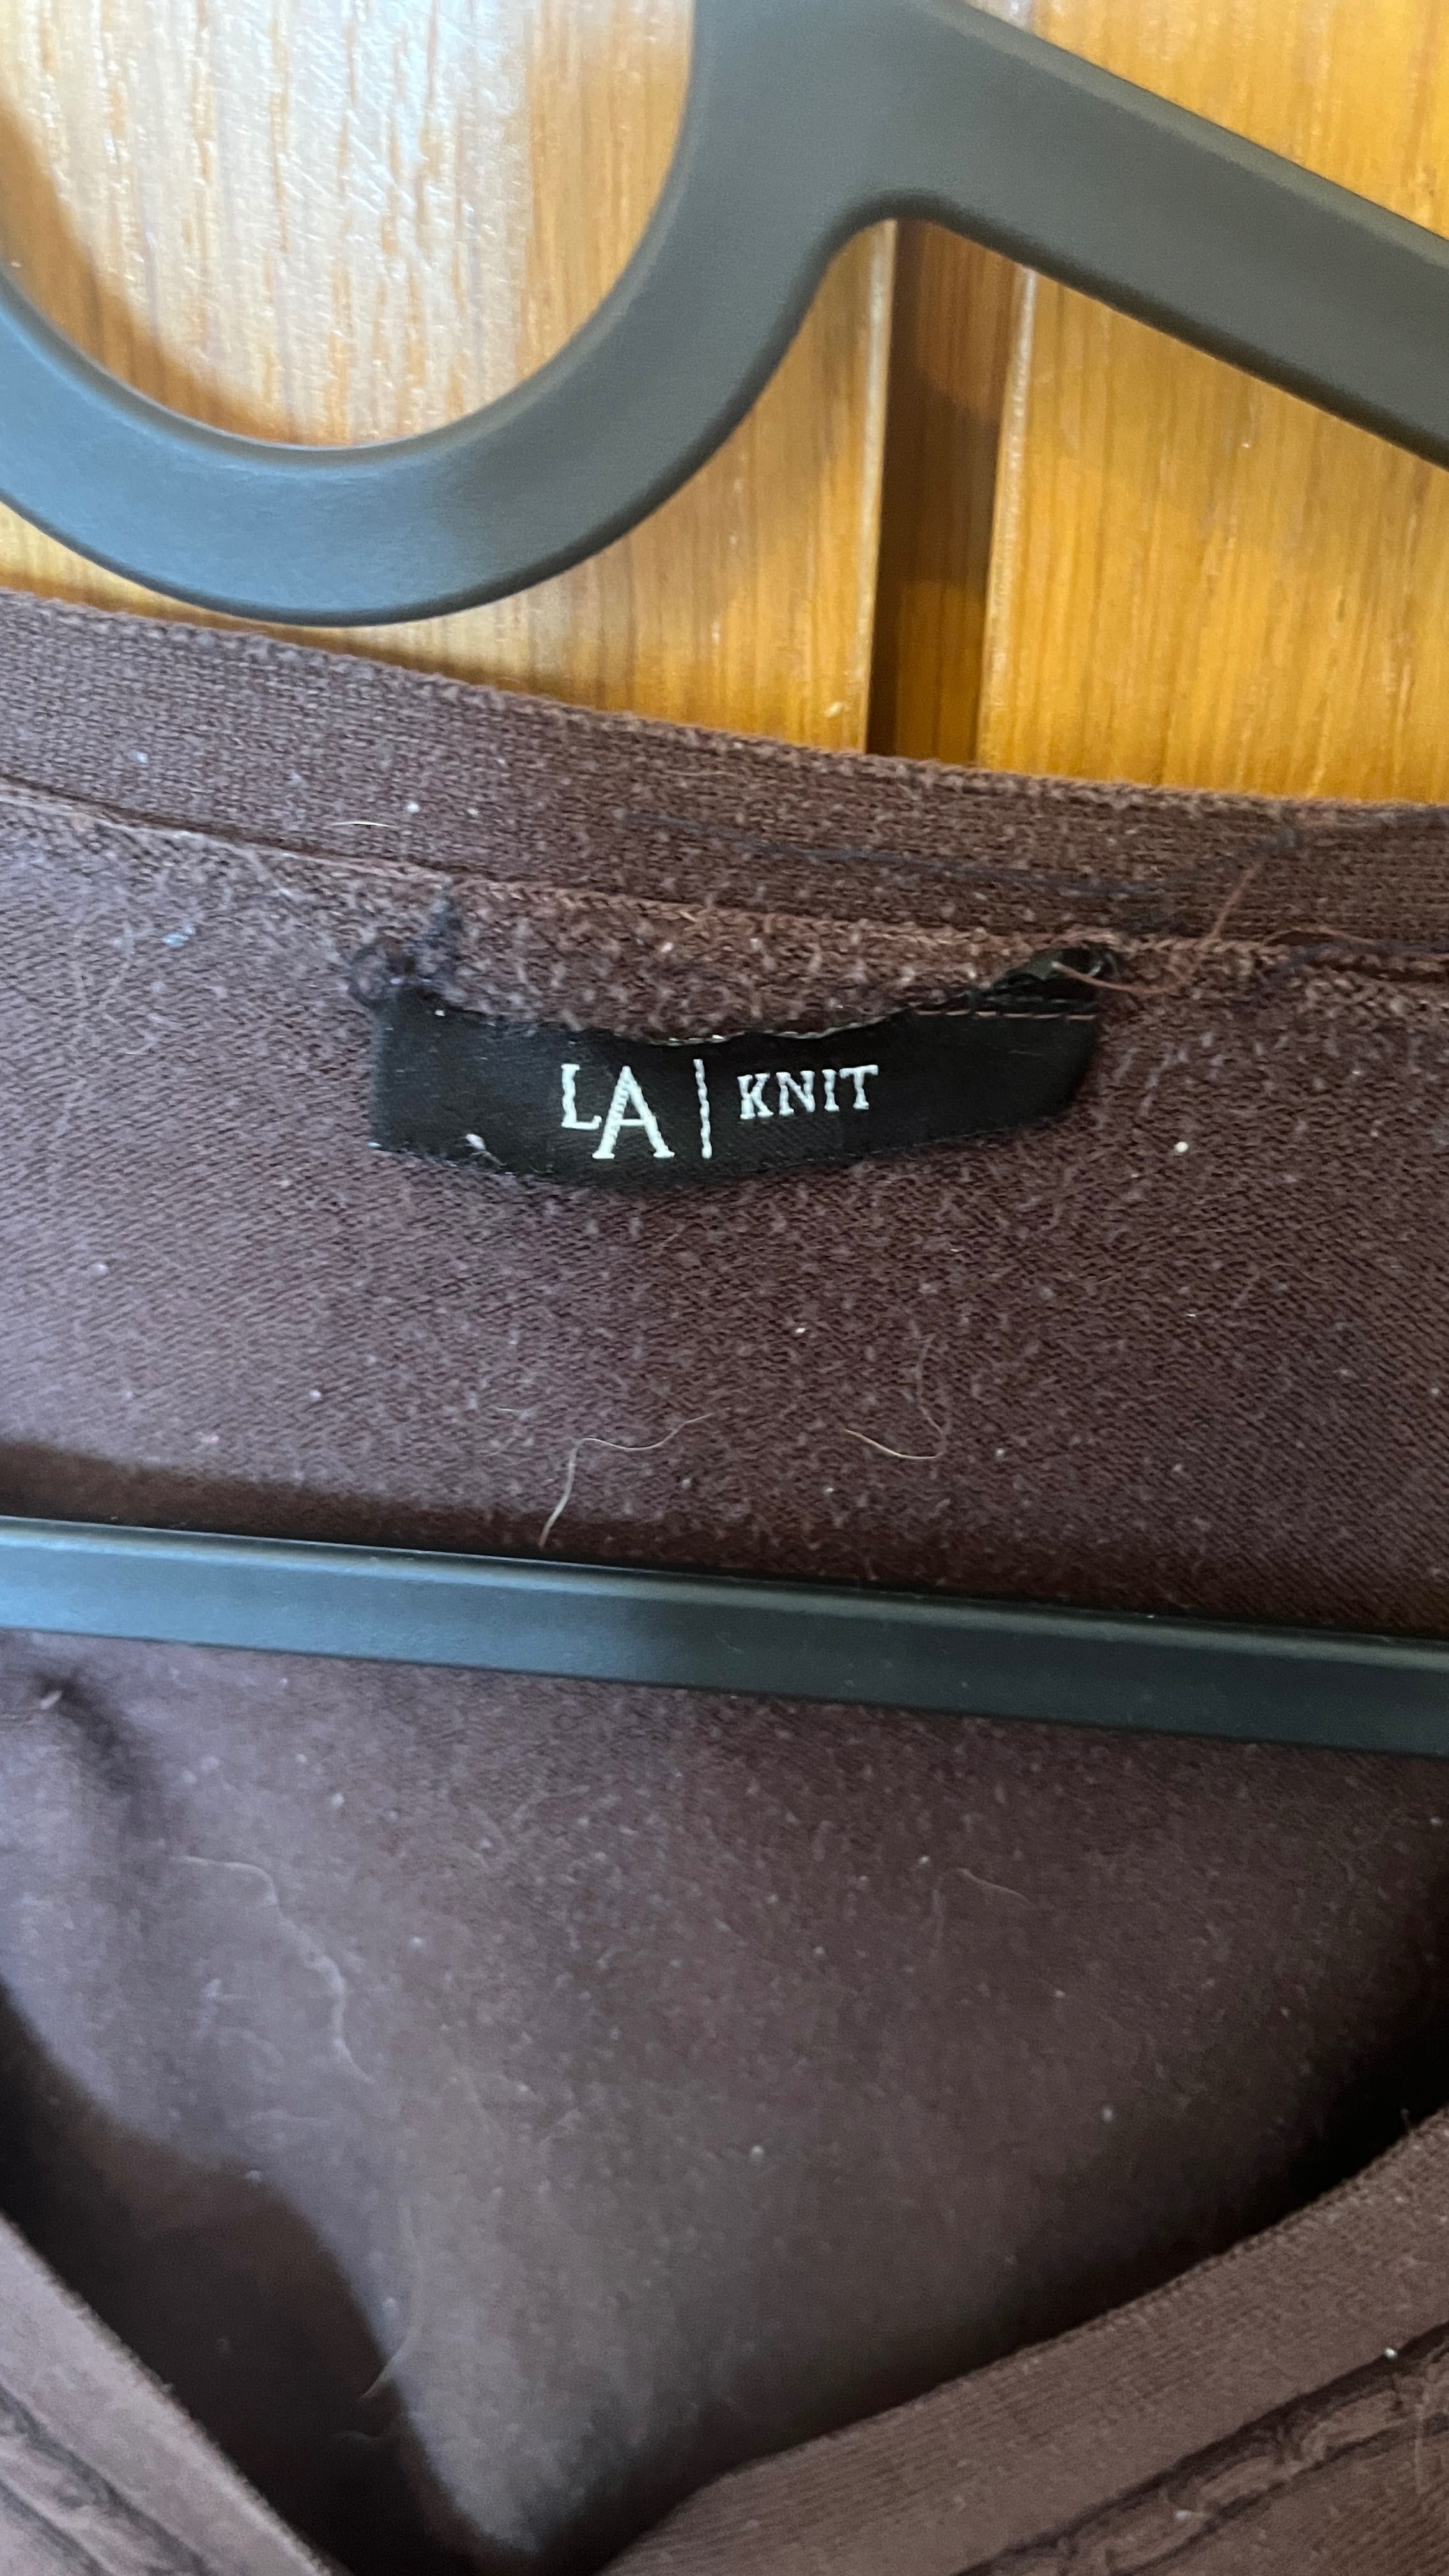 LA | KNIT